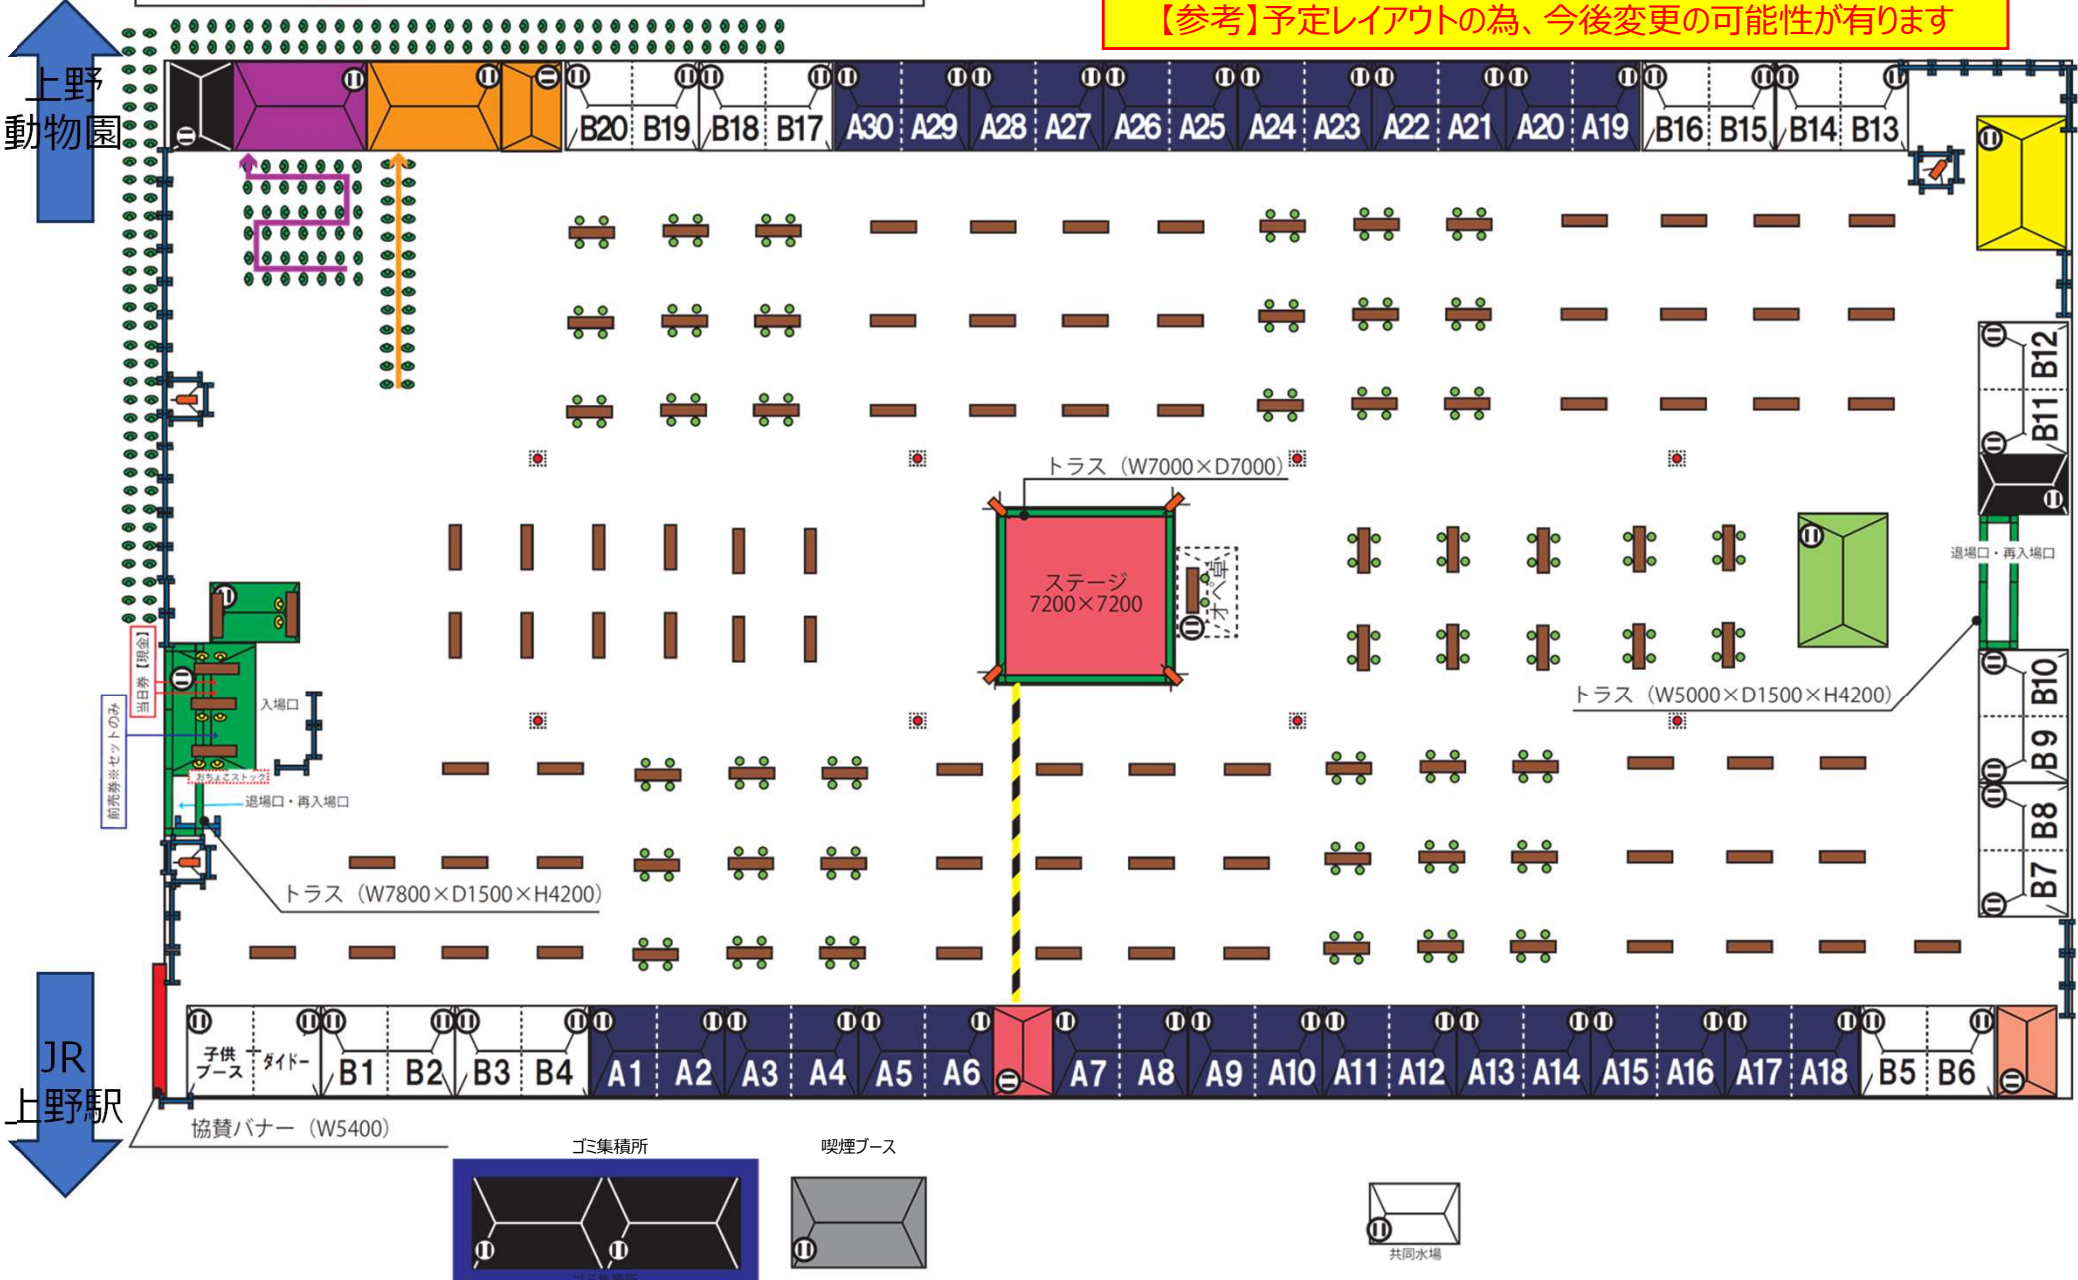 【参考】予定レイアウトの為、今後変更の可能性が有ります
上野
動物園
B20 B19 B18 B17 A30 A29 A28 A27 A26 A25 A24 A23 A22 A21 A20 A19 B16 B15 B14 B13
B12
B11
トラス（W7000×D7000）
ステージ
7200×7200
オペ卓
退場口・再入場口
トラス（W5000×D1500×H4200）
B10
B9
B8
B7
当日券【現金】
前売券※セットのみ
入場口
おちょこストック
退場口・再入場口
トラス（W7800×D1500×H4200）
JR
上野駅
子供
ブース
ダイドー
B1 B2 B3 B4 A1 A2 A3 A4 A5 A6 A7 A8 A9 A10 A11 A12 A13 A14 A15 A16 A17 A18 B5 B6
協賛バナー（W5400）
ゴミ集積所
喫煙ブース
共同水場
ゴミ集積所